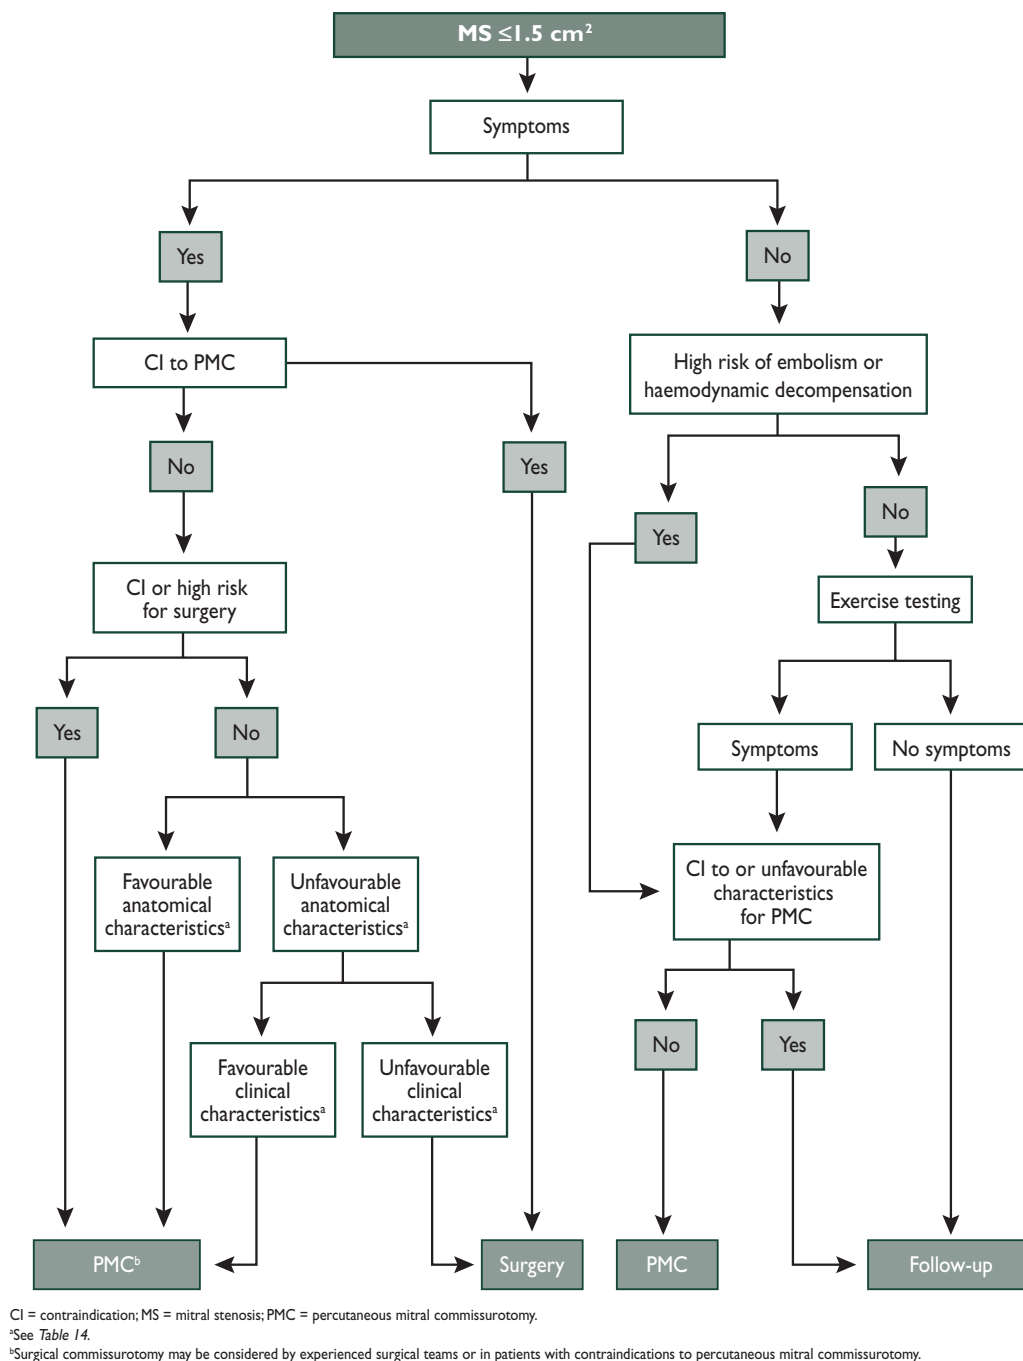 MS ≤1.5 cm²
Symptoms
Yes
No
CI to PMC
High risk of embolism or
haemodynamic decompensation
No
Yes
Yes
No
CI or high risk
for surgery
Exercise testing
Yes
No
Symptoms
No symptoms
Favourable
anatomical
characteristicsᵃ
Unfavourable
anatomical
characteristicsᵃ
CI to or unfavourable
characteristics
for PMC
Favourable
clinical
characteristicsᵃ
Unfavourable
clinical
characteristicsᵃ
No
Yes
PMCᵇ
Surgery
PMC
Follow-up
CI = contraindication; MS = mitral stenosis; PMC = percutaneous mitral commissurotomy.
ᵃSee Table 14.
ᵇSurgical commissurotomy may be considered by experienced surgical teams or in patients with contraindications to percutaneous mitral commissurotomy.